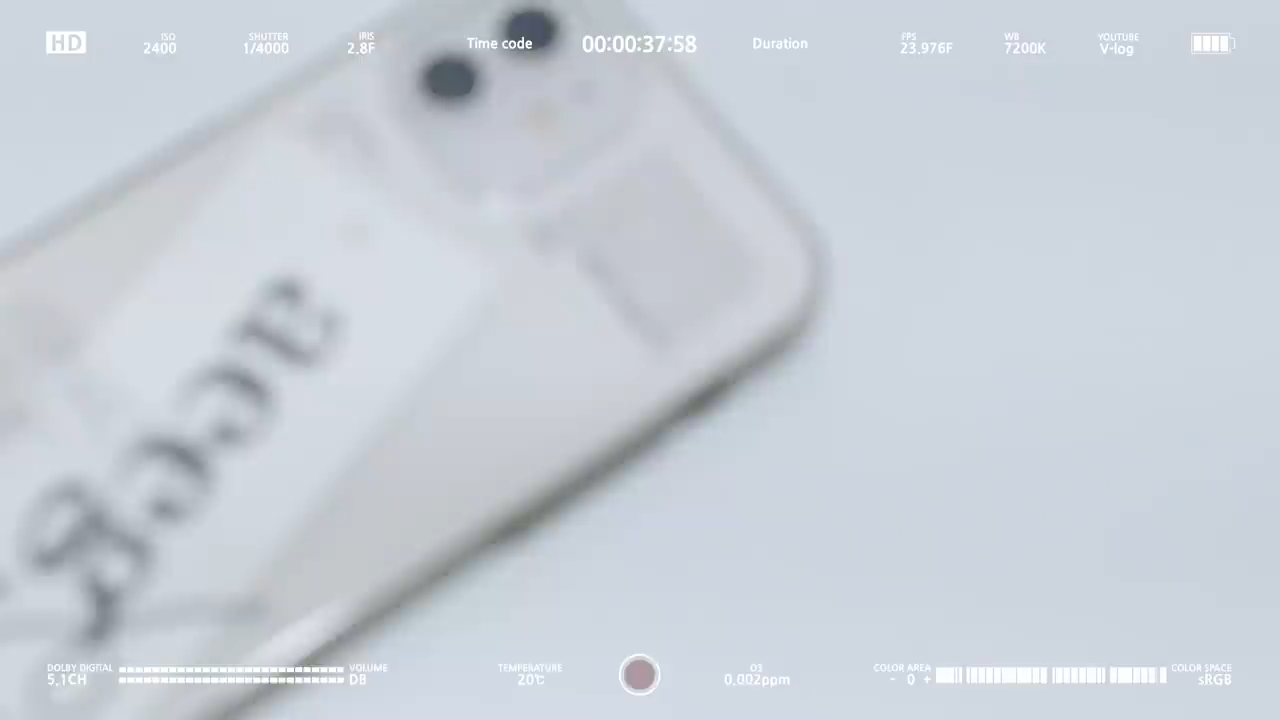 HD
ISO
2400
SHUTTER
1/4000
IRIS
2.8F
Time code
00:00:37:58
Duration
FPS
23.976F
WB
7200K
YOUTUBE
V-log
DOLBY DIGITAL
5.1CH
VOLUME
DB
TEMPERATURE
20℃
O3
0.002ppm
COLOR AREA
- 0 +
COLOR SPACE
sRGB